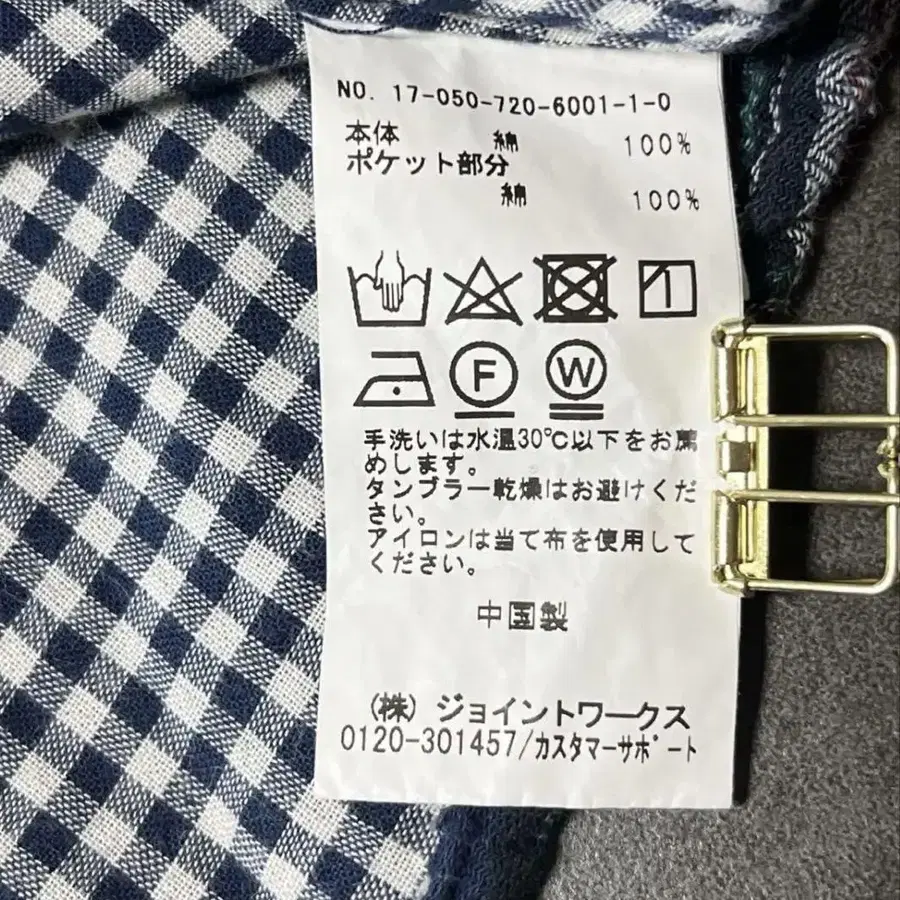 NO. 17-050-720-6001-1-0
本体 綿 100%
ポケット部分
綿 100%
F W
手洗いは水温30℃以下をお薦
めします。
タンブラー乾燥はお避けくだ
さい。
アイロンは当て布を使用して
ください。
中国製
(株) ジョイントワークス
0120-301457/カスタマーサポート